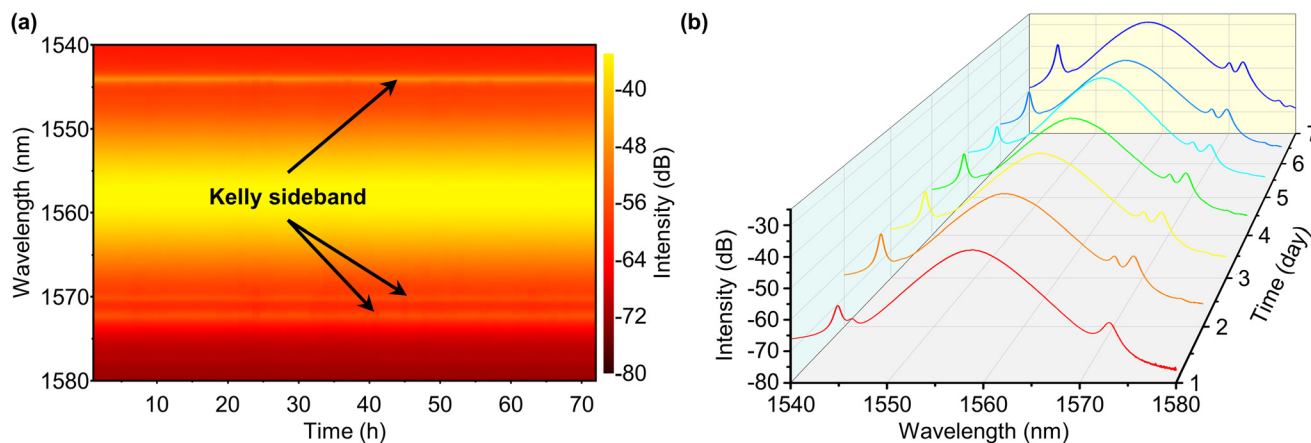 (a)
1540
1550
1560
1570
1580
Wavelength (nm)
10 20 30 40 50 60 70
Time (h)
Kelly sideband
-40
-48
-56
-64
-72
-80
Intensity (dB)
(b)
-30
-40
-50
-60
-70
-80
Intensity (dB)
1540 1550 1560 1570 1580
Wavelength (nm)
1
2
3
4
5
6
7
Time (day)